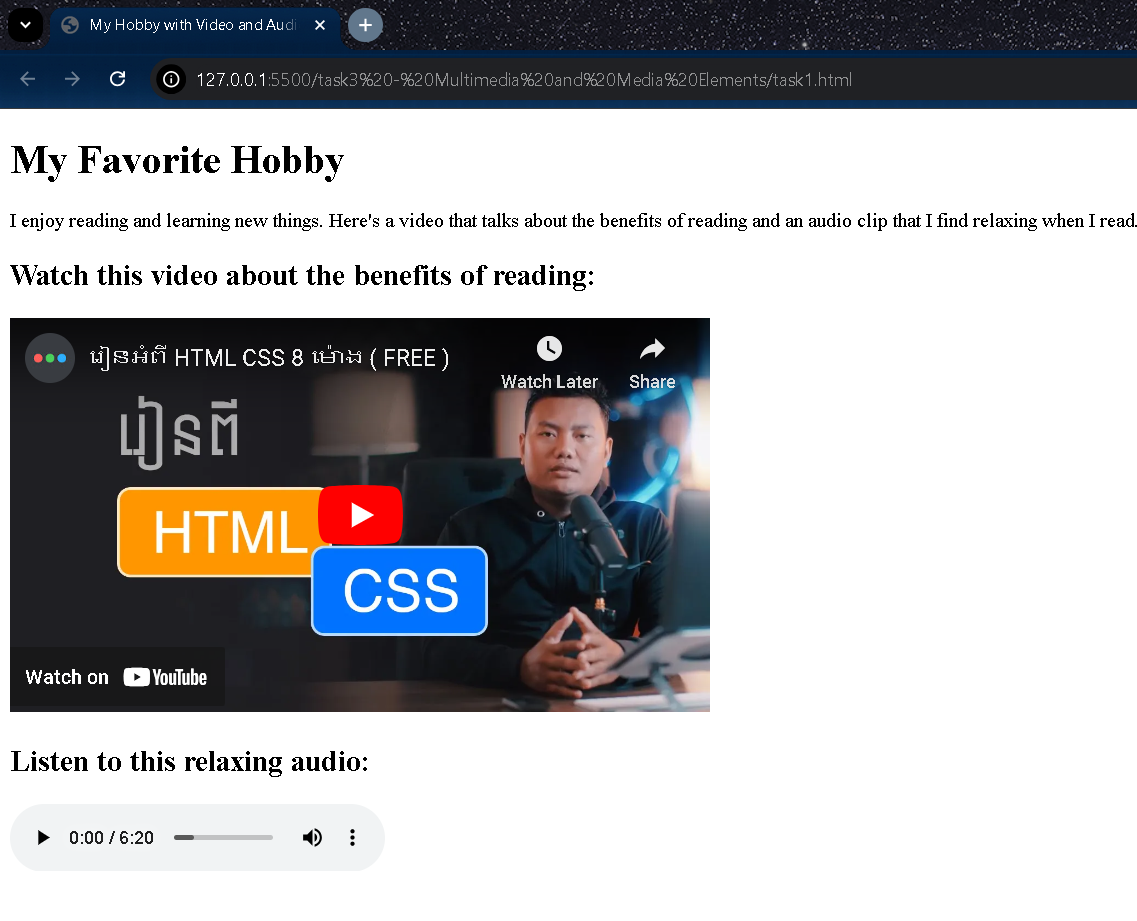 My Hobby with Video and Audi
127.0.0.1:5500/task3%20-%20Multimedia%20and%20Media%20Elements/task1.html
My Favorite Hobby
I enjoy reading and learning new things. Here's a video that talks about the benefits of reading and an audio clip that I find relaxing when I read.
Watch this video about the benefits of reading:
រៀនអំពី HTML CSS 8 ម៉ោង ( FREE )
Watch Later
Share
រៀនពី
HTML
CSS
Watch on YouTube
Listen to this relaxing audio:
0:00 / 6:20